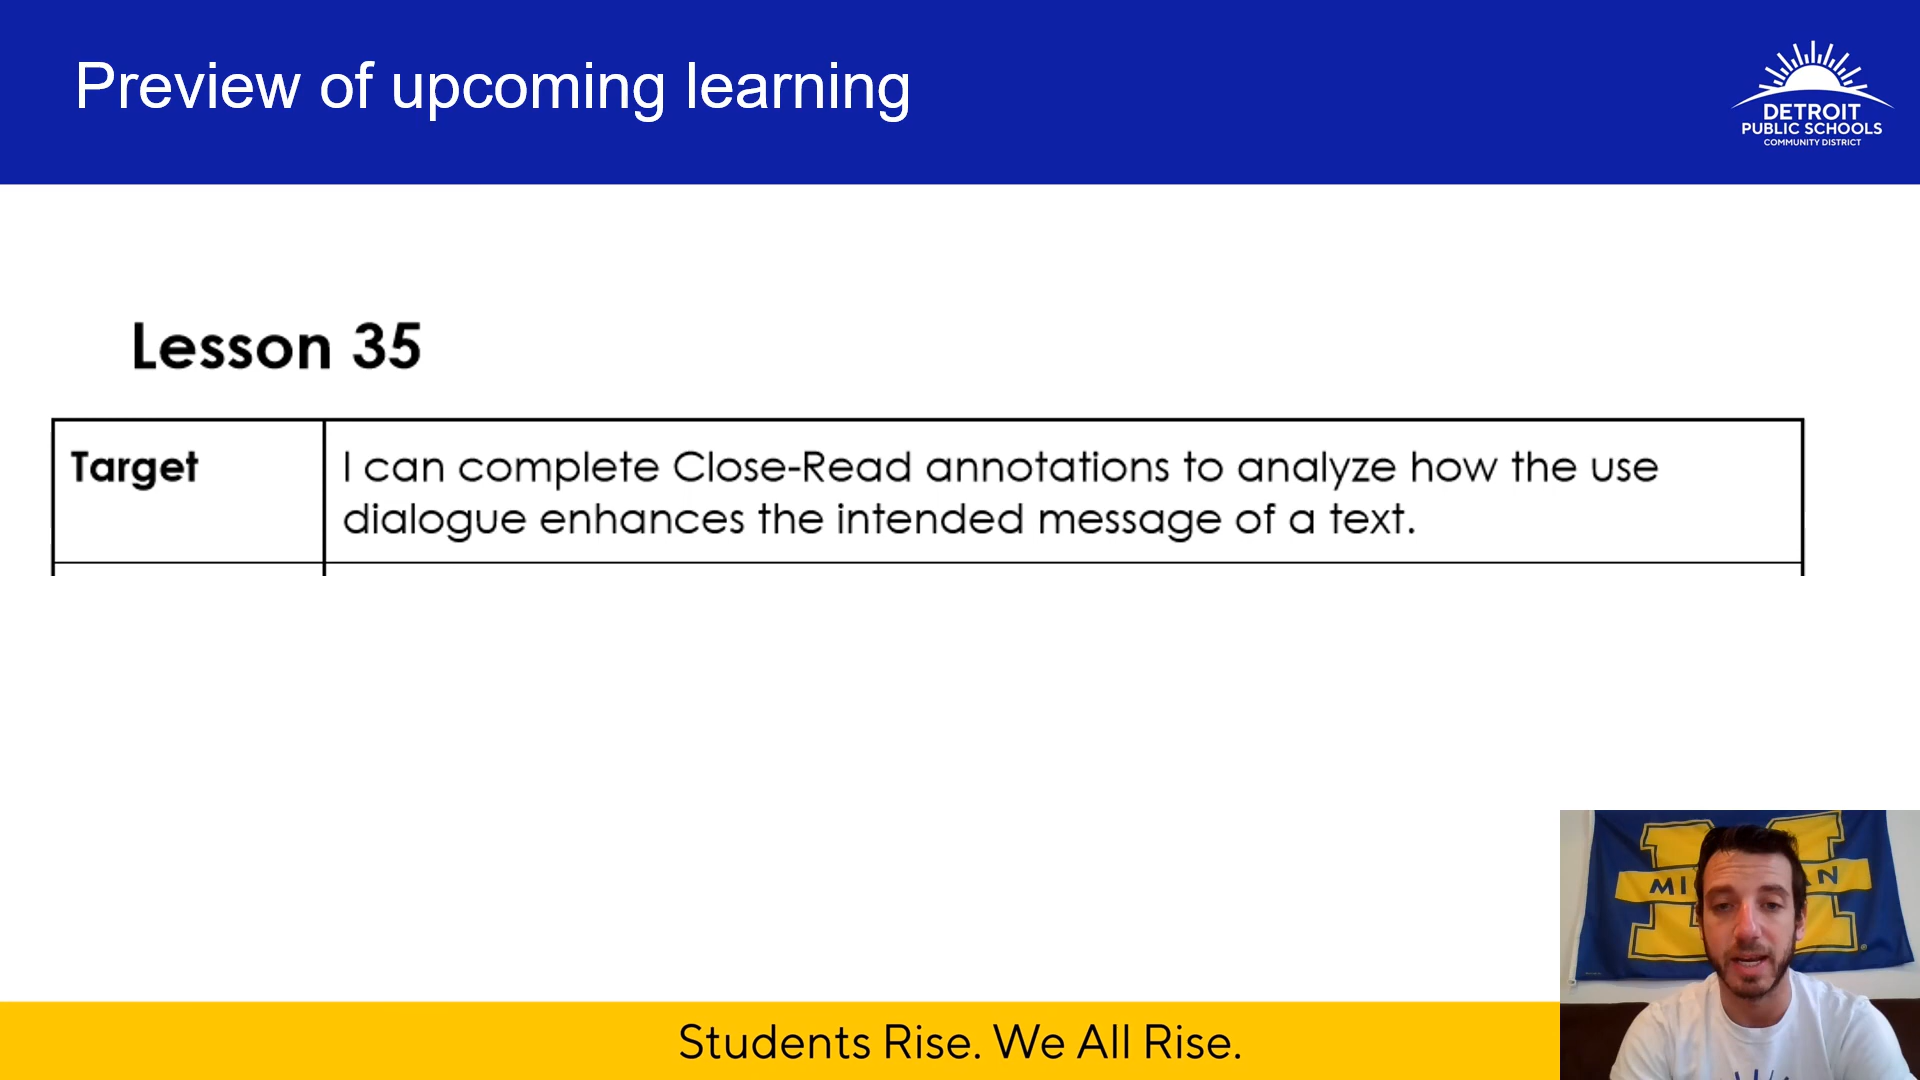 Preview of upcoming learning
DETROIT
PUBLIC SCHOOLS
COMMUNITY DISTRICT
Lesson 35
Target
I can complete Close-Read annotations to analyze how the use
dialogue enhances the intended message of a text.
Students Rise. We All Rise.